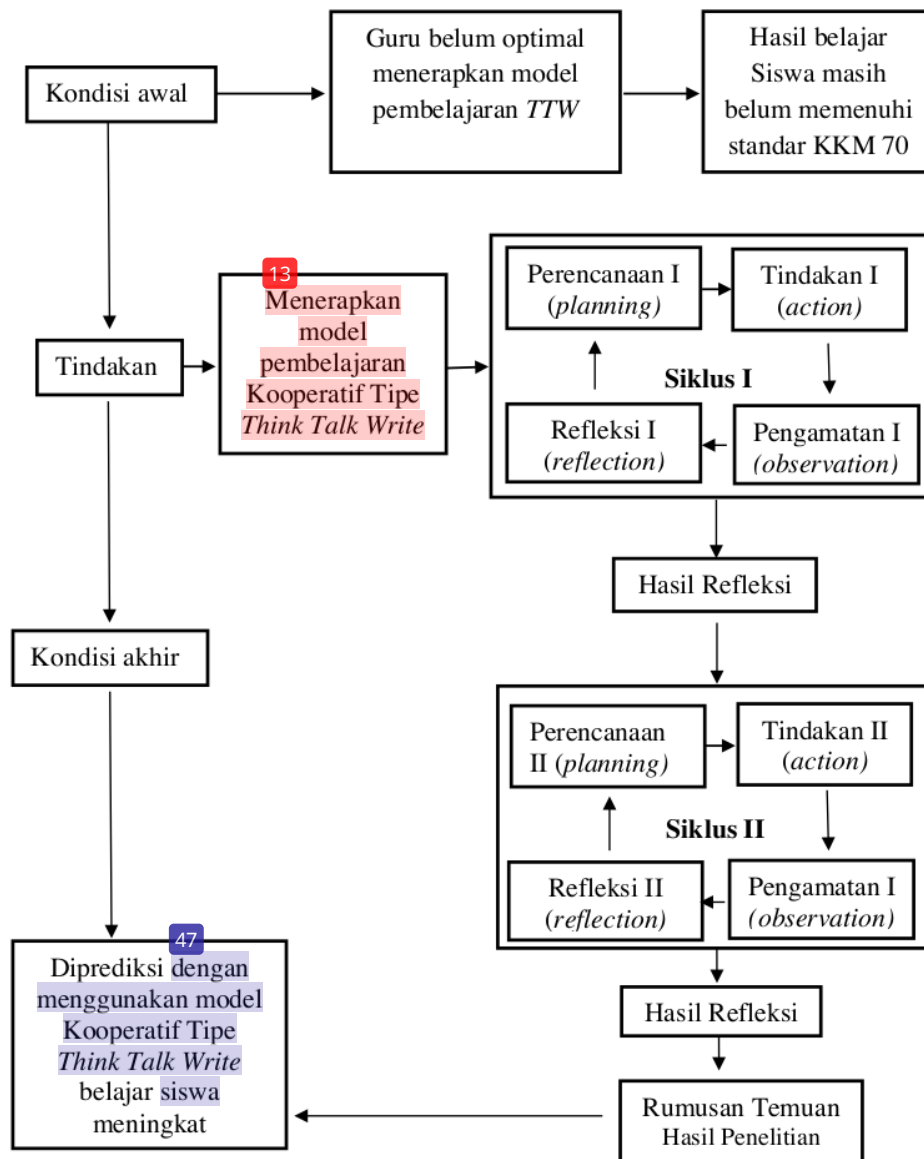 Kondisi awal
Guru belum optimal
menerapkan model
pembelajaran TTW
Hasil belajar
Siswa masih
belum memenuhi
standar KKM 70
Tindakan
13
Menerapkan
model
pembelajaran
Kooperatif Tipe
Think Talk Write
Perencanaan I
(planning)
Tindakan I
(action)
Siklus I
Refleksi I
(reflection)
Pengamatan I
(observation)
Hasil Refleksi
Kondisi akhir
Perencanaan
II (planning)
Tindakan II
(action)
Siklus II
Refleksi II
(reflection)
Pengamatan I
(observation)
47
Diprediksi dengan
menggunakan model
Kooperatif Tipe
Think Talk Write
belajar siswa
meningkat
Hasil Refleksi
Rumusan Temuan
Hasil Penelitian